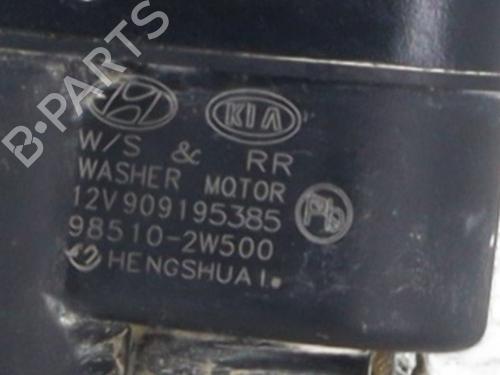 B-PARTS
KIA
W/S & RR
WASHER MOTOR
12V909195385
Pb
98510-2W500
HENGSHUAI